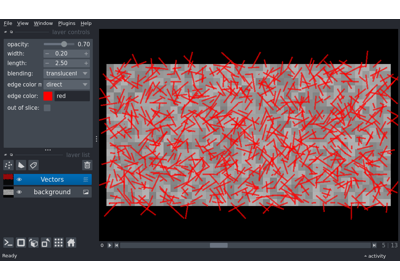 File View Window Plugins Help
layer controls
opacity: 0.70
width: 0.20
length: 2.50
blending: translucent
edge color m direct
edge color: red
out of slice:
layer list
Vectors
background
0
5 13
Ready
activity